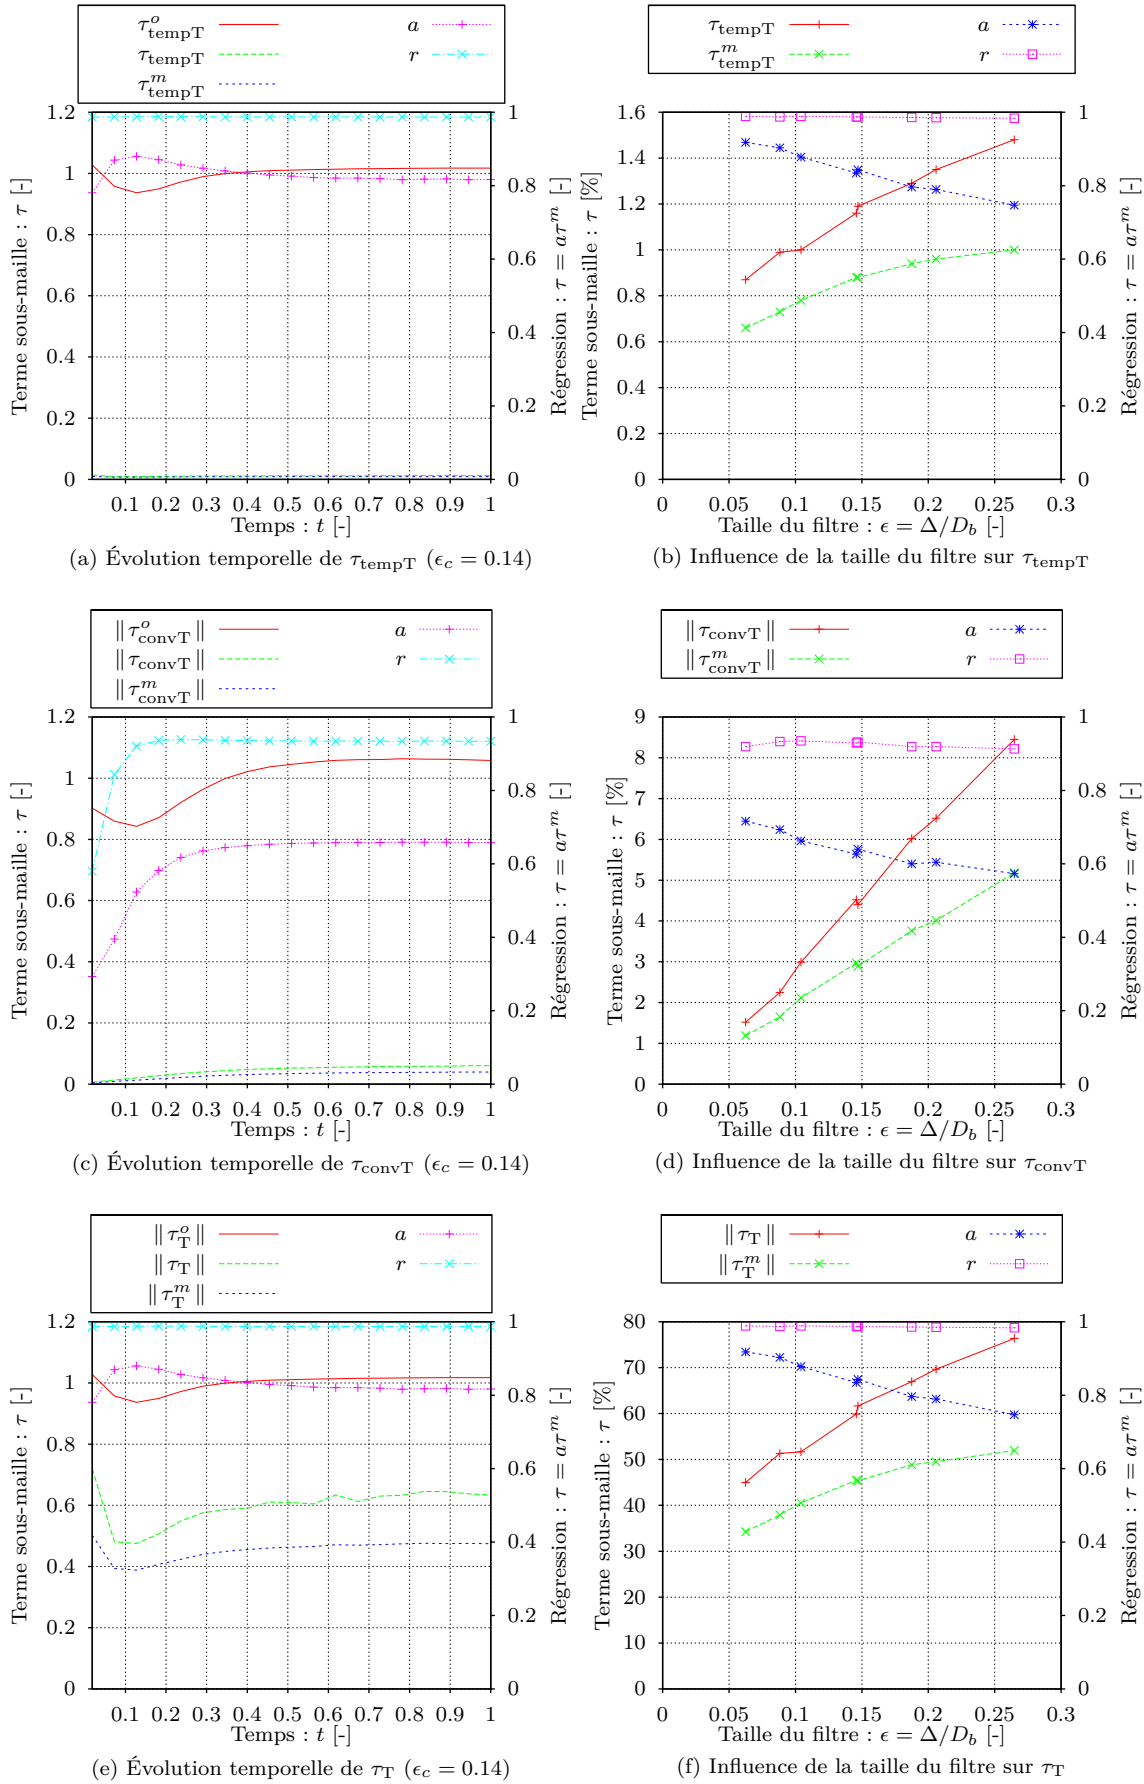 τ^o_tempT
τ_tempT
τ^m_tempT
a
r
Terme sous-maille : τ [-]
1.2
1
0.8
0.6
0.4
0.2
0
1
0.8
0.6
0.4
0.2
0
Régression : τ = aτ^m [-]
0.1 0.2 0.3 0.4 0.5 0.6 0.7 0.8 0.9 1
Temps : t [-]
(a) Évolution temporelle de τ_tempT (ϵ_c = 0.14)
τ_tempT
τ^m_tempT
a
r
Terme sous-maille : τ [%]
1.6
1.4
1.2
1
0.8
0.6
0.4
0.2
0
1
0.8
0.6
0.4
0.2
0
Régression : τ = aτ^m [-]
0 0.05 0.1 0.15 0.2 0.25 0.3
Taille du filtre : ϵ = Δ/D_b [-]
(b) Influence de la taille du filtre sur τ_tempT
‖τ^o_convT‖
‖τ_convT‖
‖τ^m_convT‖
a
r
Terme sous-maille : τ [-]
1.2
1
0.8
0.6
0.4
0.2
0
1
0.8
0.6
0.4
0.2
0
Régression : τ = aτ^m [-]
0.1 0.2 0.3 0.4 0.5 0.6 0.7 0.8 0.9 1
Temps : t [-]
(c) Évolution temporelle de τ_convT (ϵ_c = 0.14)
‖τ_convT‖
‖τ^m_convT‖
a
r
Terme sous-maille : τ [%]
9
8
7
6
5
4
3
2
1
0
1
0.8
0.6
0.4
0.2
0
Régression : τ = aτ^m [-]
0 0.05 0.1 0.15 0.2 0.25 0.3
Taille du filtre : ϵ = Δ/D_b [-]
(d) Influence de la taille du filtre sur τ_convT
‖τ^o_T‖
‖τ_T‖
‖τ^m_T‖
a
r
Terme sous-maille : τ [-]
1.2
1
0.8
0.6
0.4
0.2
0
1
0.8
0.6
0.4
0.2
0
Régression : τ = aτ^m [-]
0.1 0.2 0.3 0.4 0.5 0.6 0.7 0.8 0.9 1
Temps : t [-]
(e) Évolution temporelle de τ_T (ϵ_c = 0.14)
‖τ_T‖
‖τ^m_T‖
a
r
Terme sous-maille : τ [%]
80
70
60
50
40
30
20
10
0
1
0.8
0.6
0.4
0.2
0
Régression : τ = aτ^m [-]
0 0.05 0.1 0.15 0.2 0.25 0.3
Taille du filtre : ϵ = Δ/D_b [-]
(f) Influence de la taille du filtre sur τ_T